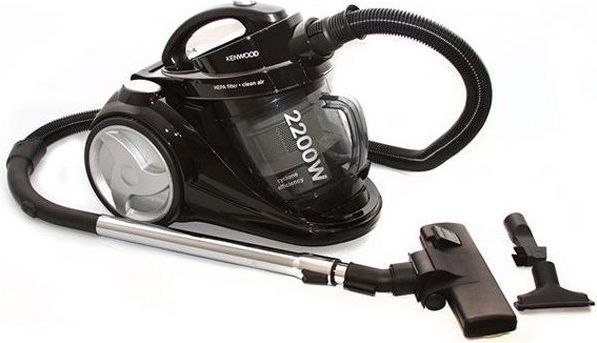 KENWOOD
HEPA filter • clean air
2200W
cyclone
efficiency